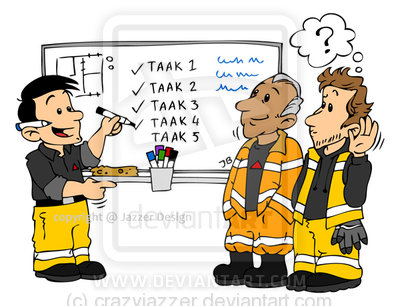 ?
✓ TAAK 1
✓ TAAK 2
✓ TAAK 3
✓ TAAK 4
TAAK 5
JB
copyright @ Jazzer Design
deviantart
WWW.DEVIANTART.COM
(c) crazyjazzer.deviantart.com